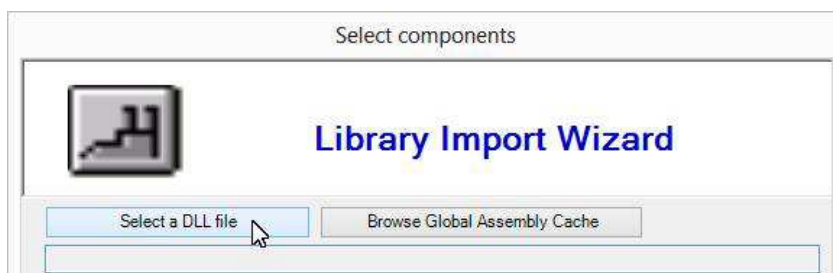 Select components
Library Import Wizard
Select a DLL file
Browse Global Assembly Cache